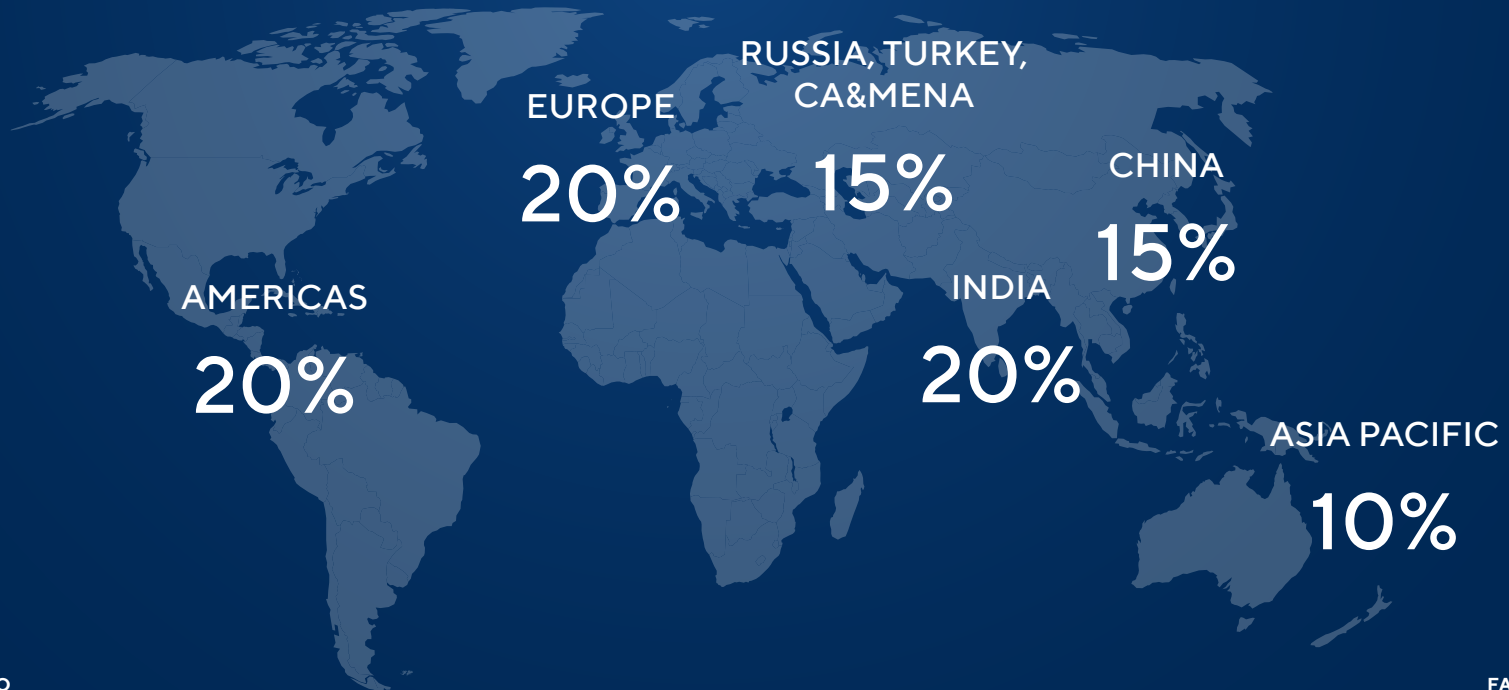 RUSSIA, TURKEY,
CA&MENA
15%
EUROPE
20%
CHINA
15%
AMERICAS
20%
INDIA
20%
ASIA PACIFIC
10%